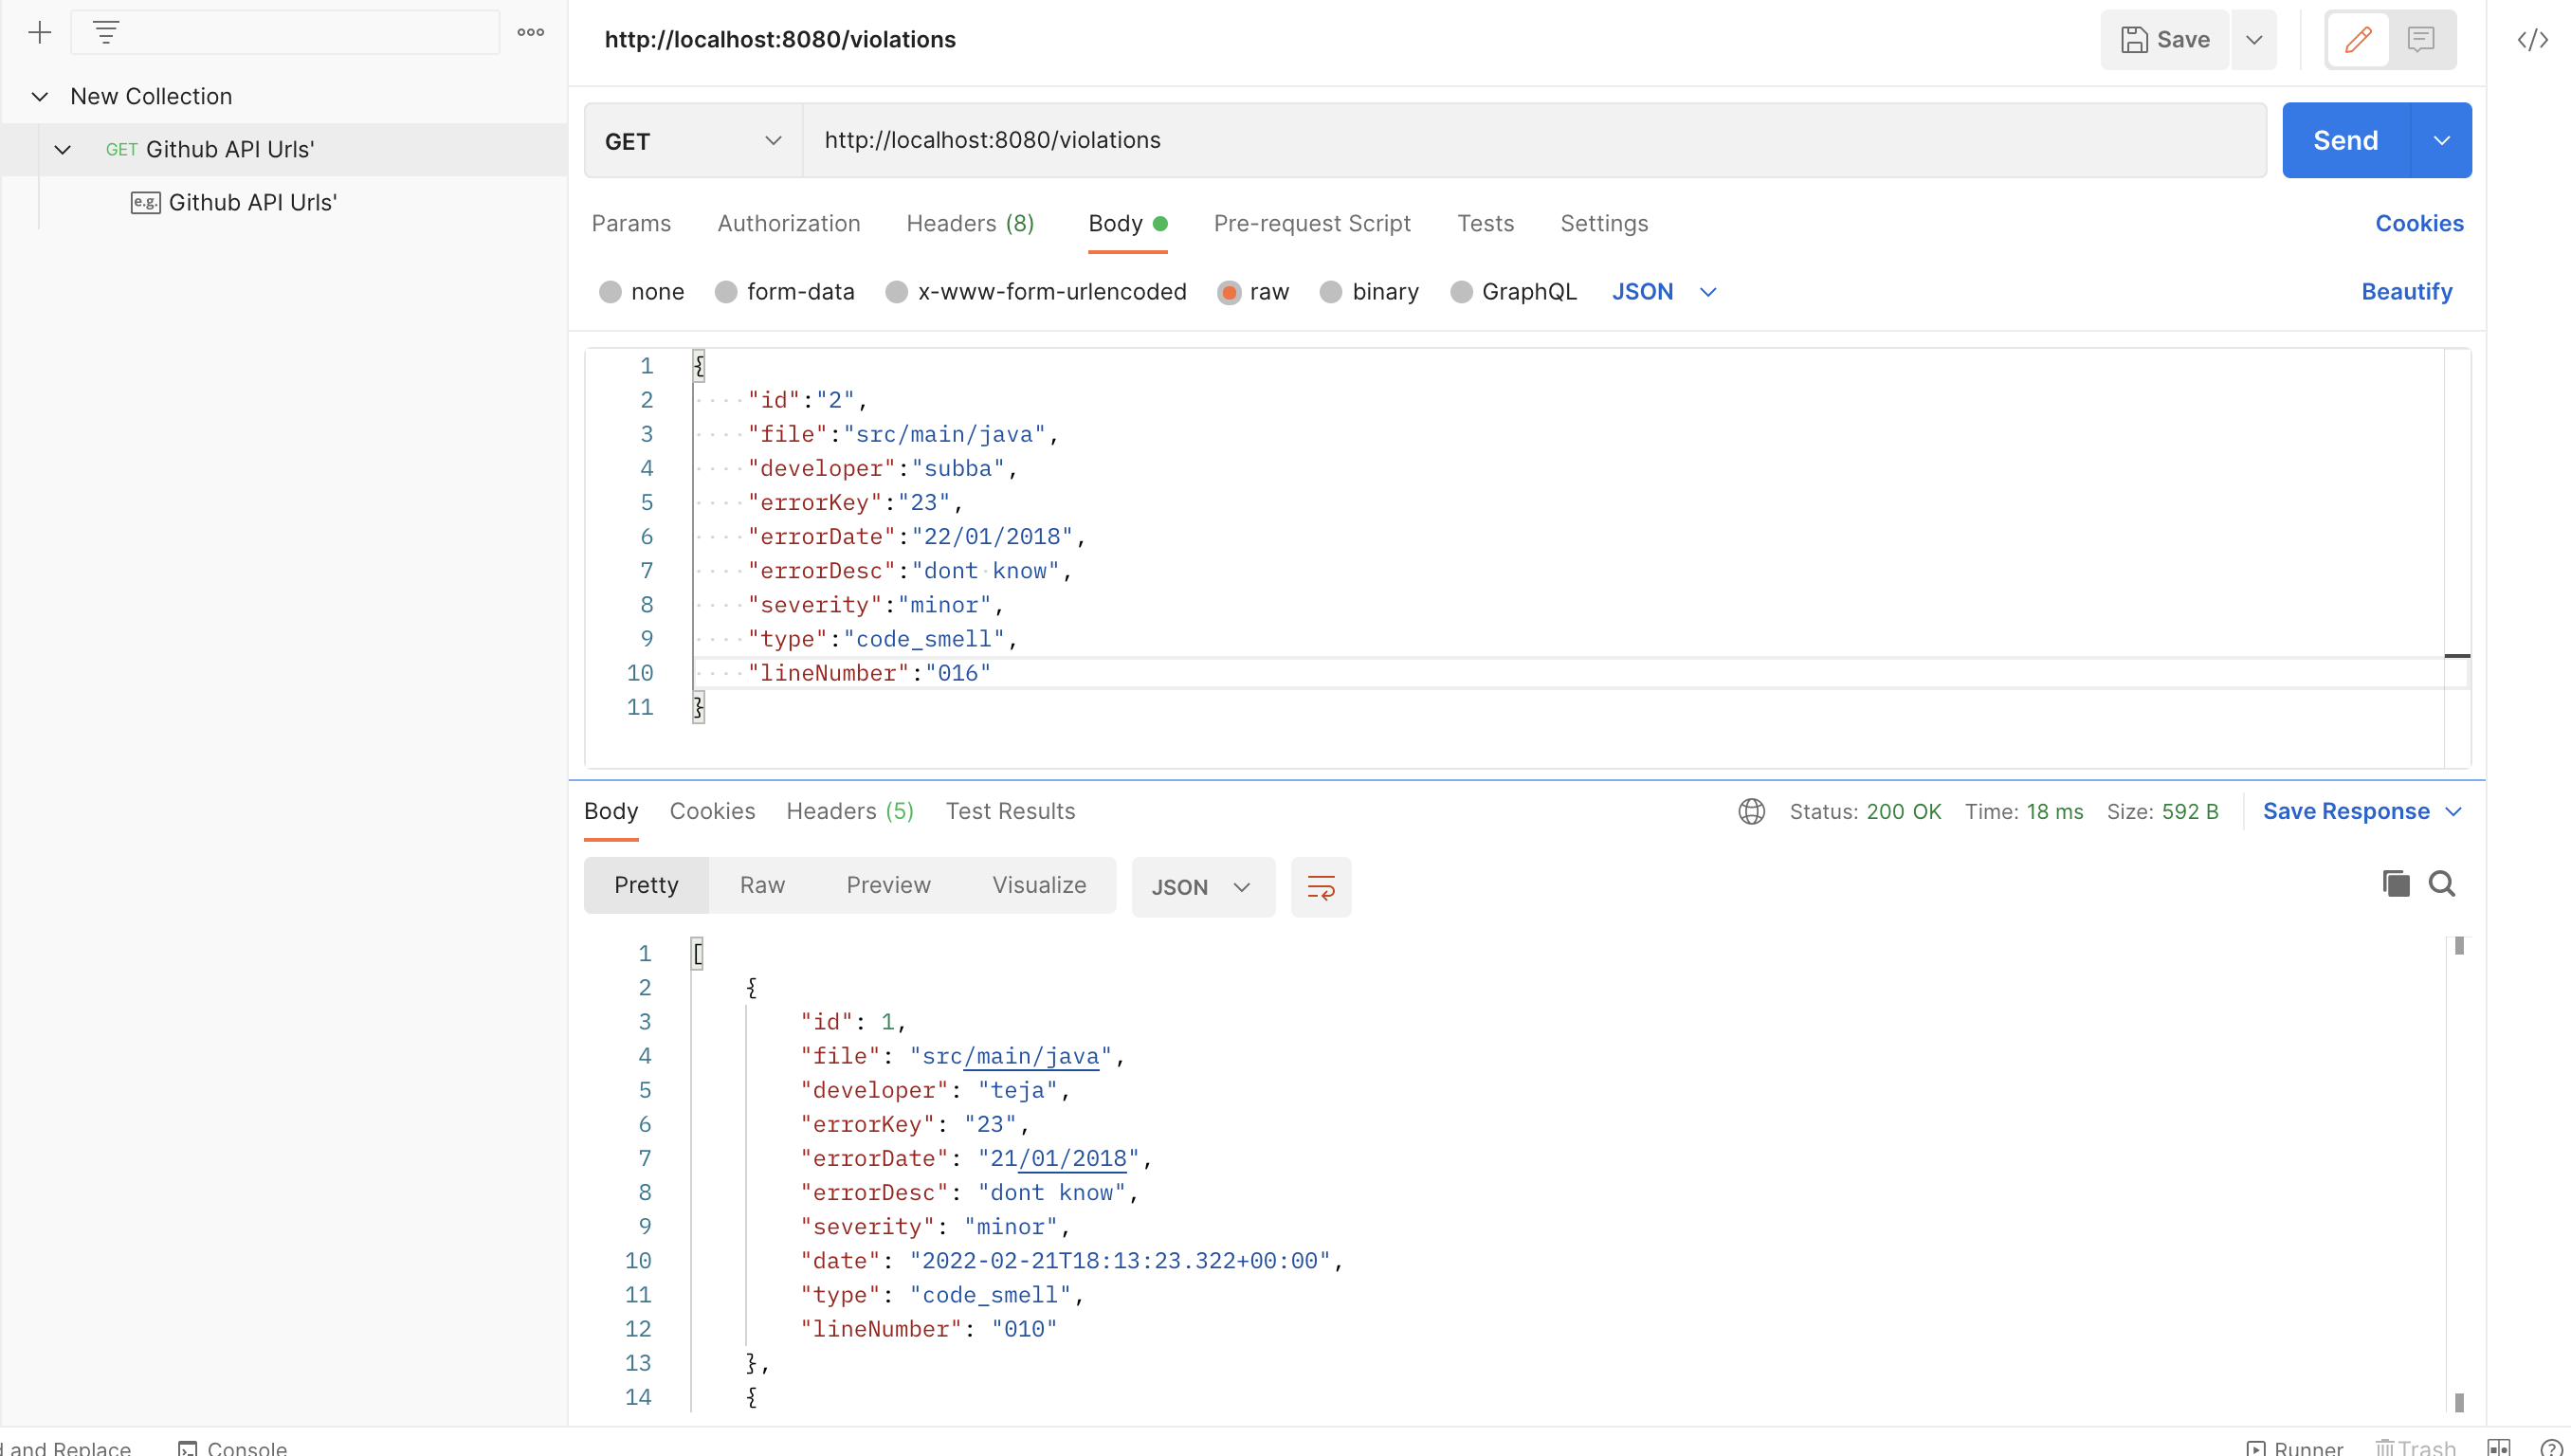 New Collection
GET Github API Urls'
e.g. Github API Urls'
http://localhost:8080/violations
Save
GET http://localhost:8080/violations Send
Params Authorization Headers (8) Body Pre-request Script Tests Settings Cookies
none form-data x-www-form-urlencoded raw binary GraphQL JSON Beautify
1 {
2 "id":"2",
3 "file":"src/main/java",
4 "developer":"subba",
5 "errorKey":"23",
6 "errorDate":"22/01/2018",
7 "errorDesc":"dont know",
8 "severity":"minor",
9 "type":"code_smell",
10 "lineNumber":"016"
11 }
Body Cookies Headers (5) Test Results Status: 200 OK Time: 18 ms Size: 592 B Save Response
Pretty Raw Preview Visualize JSON
1 [
2 {
3 "id": 1,
4 "file": "src/main/java",
5 "developer": "teja",
6 "errorKey": "23",
7 "errorDate": "21/01/2018",
8 "errorDesc": "dont know",
9 "severity": "minor",
10 "date": "2022-02-21T18:13:23.322+00:00",
11 "type": "code_smell",
12 "lineNumber": "010"
13 },
14 {
and Replace Console Runner Trash